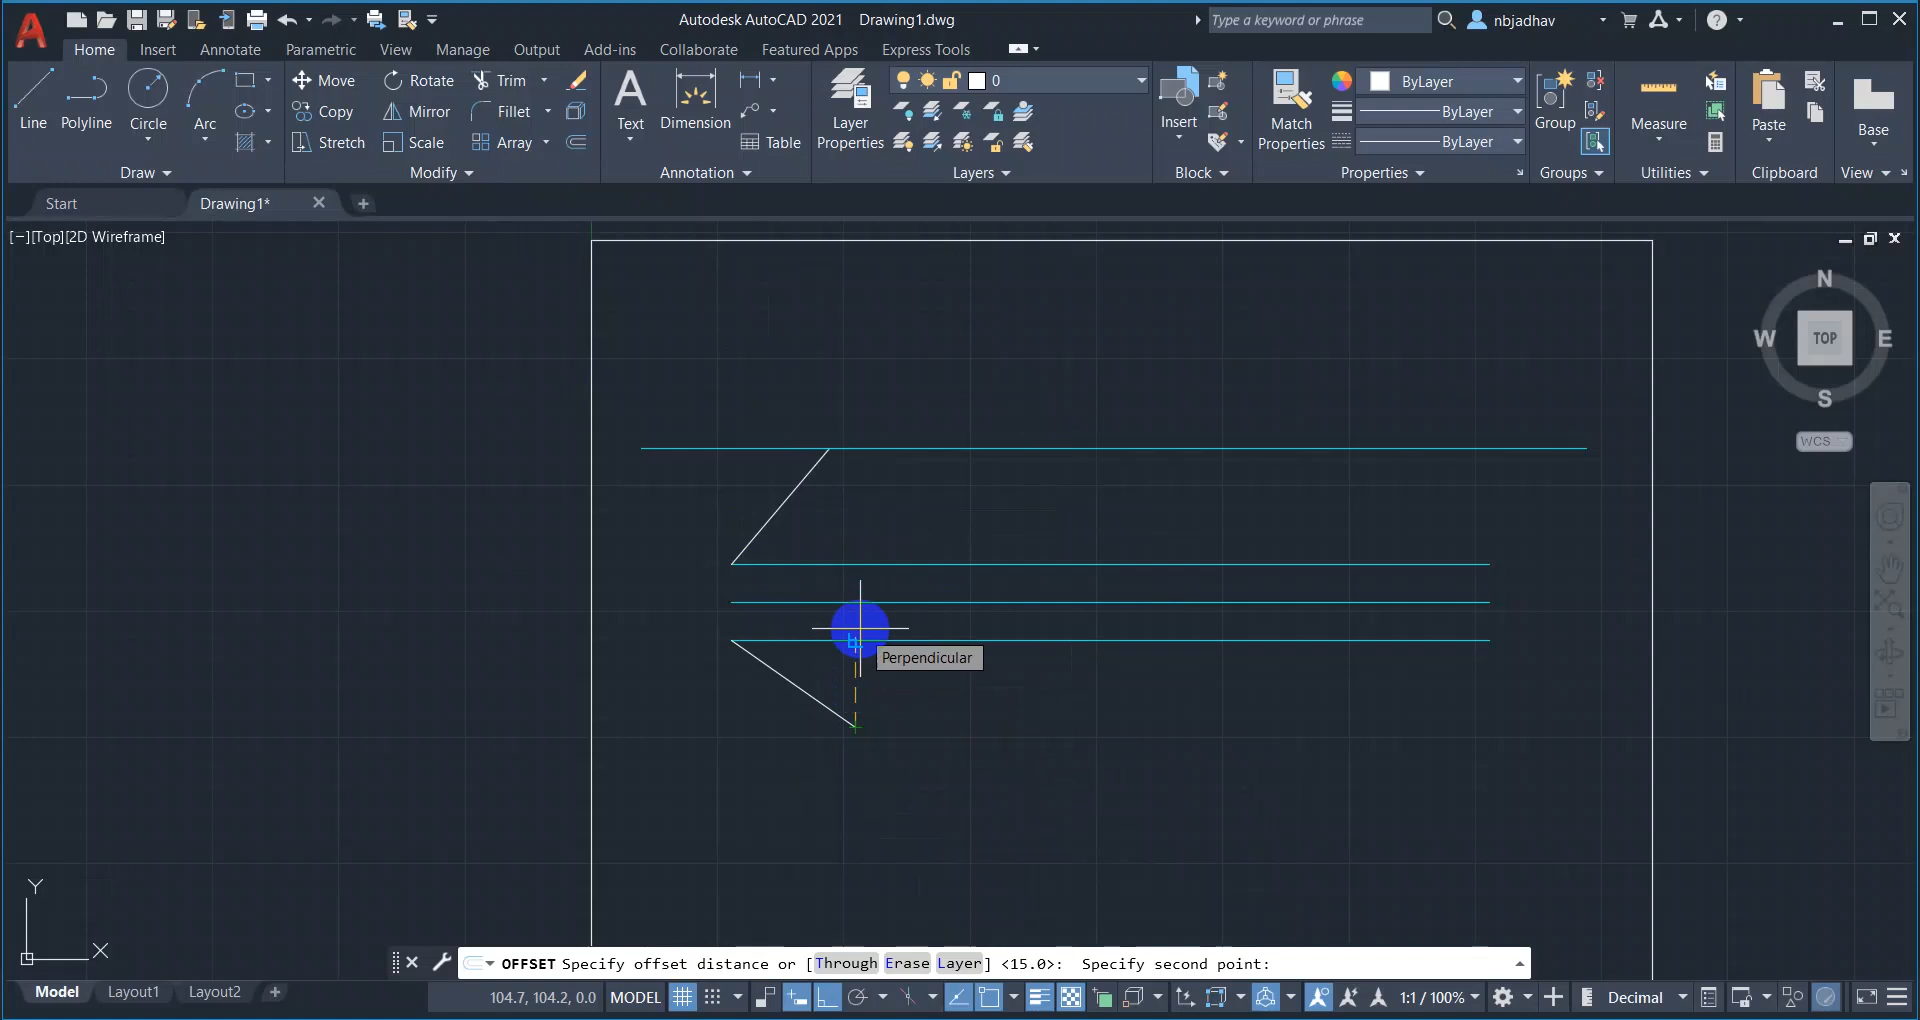 Autodesk AutoCAD 2021 Drawing1.dwg
Type a keyword or phrase
nbjadhav
Home Insert Annotate Parametric View Manage Output Add-ins Collaborate Featured Apps Express Tools
Line Polyline Circle Arc
Draw
Move Rotate Trim
Copy Mirror Fillet
Stretch Scale Array
Modify
Text Dimension Table
Annotation
Layer Properties
0
Layers
Insert
Block
Match Properties
ByLayer
ByLayer
ByLayer
Properties
Group
Groups
Measure
Utilities
Paste
Clipboard
Base
View
Start Drawing1*
[−][Top][2D Wireframe]
N
W TOP E
S
WCS
Perpendicular
Y
X
OFFSET Specify offset distance or [Through Erase Layer] <15.0>: Specify second point:
Model Layout1 Layout2
104.7, 104.2, 0.0 MODEL 1:1 / 100% Decimal